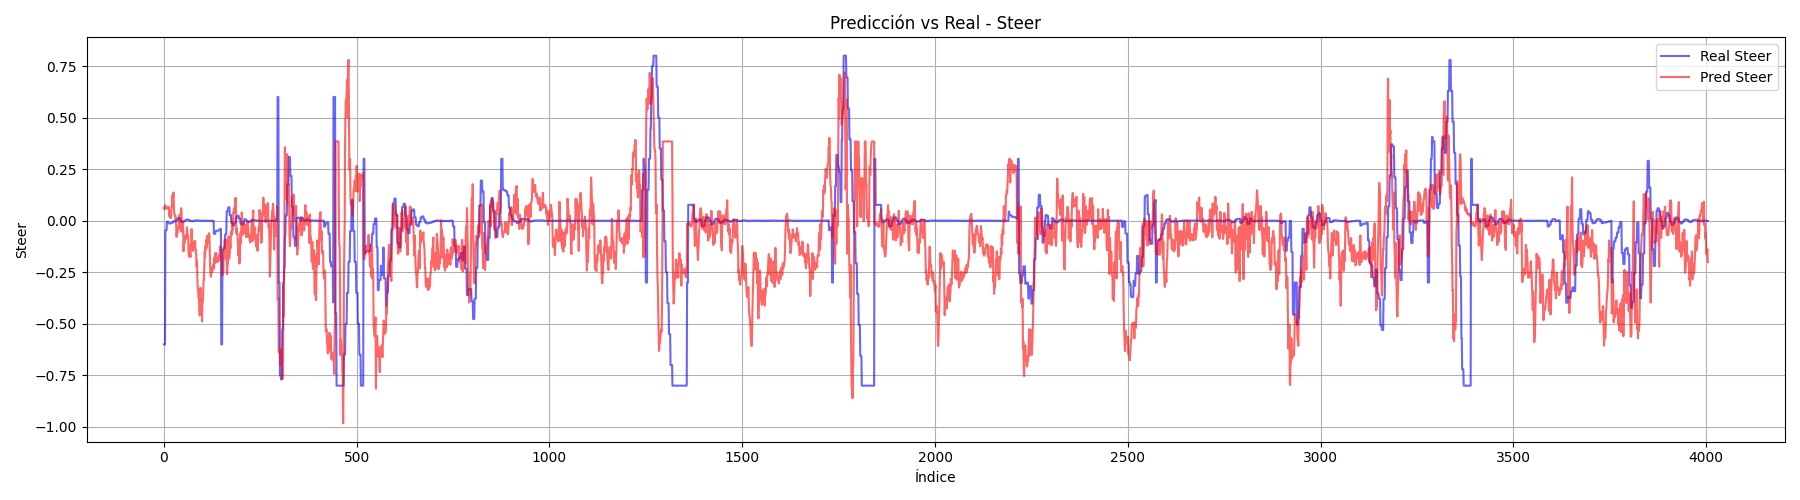 Predicción vs Real - Steer
Real Steer
Pred Steer
Steer
0.75
0.50
0.25
0.00
−0.25
−0.50
−0.75
−1.00
0 500 1000 1500 2000 2500 3000 3500 4000
Índice